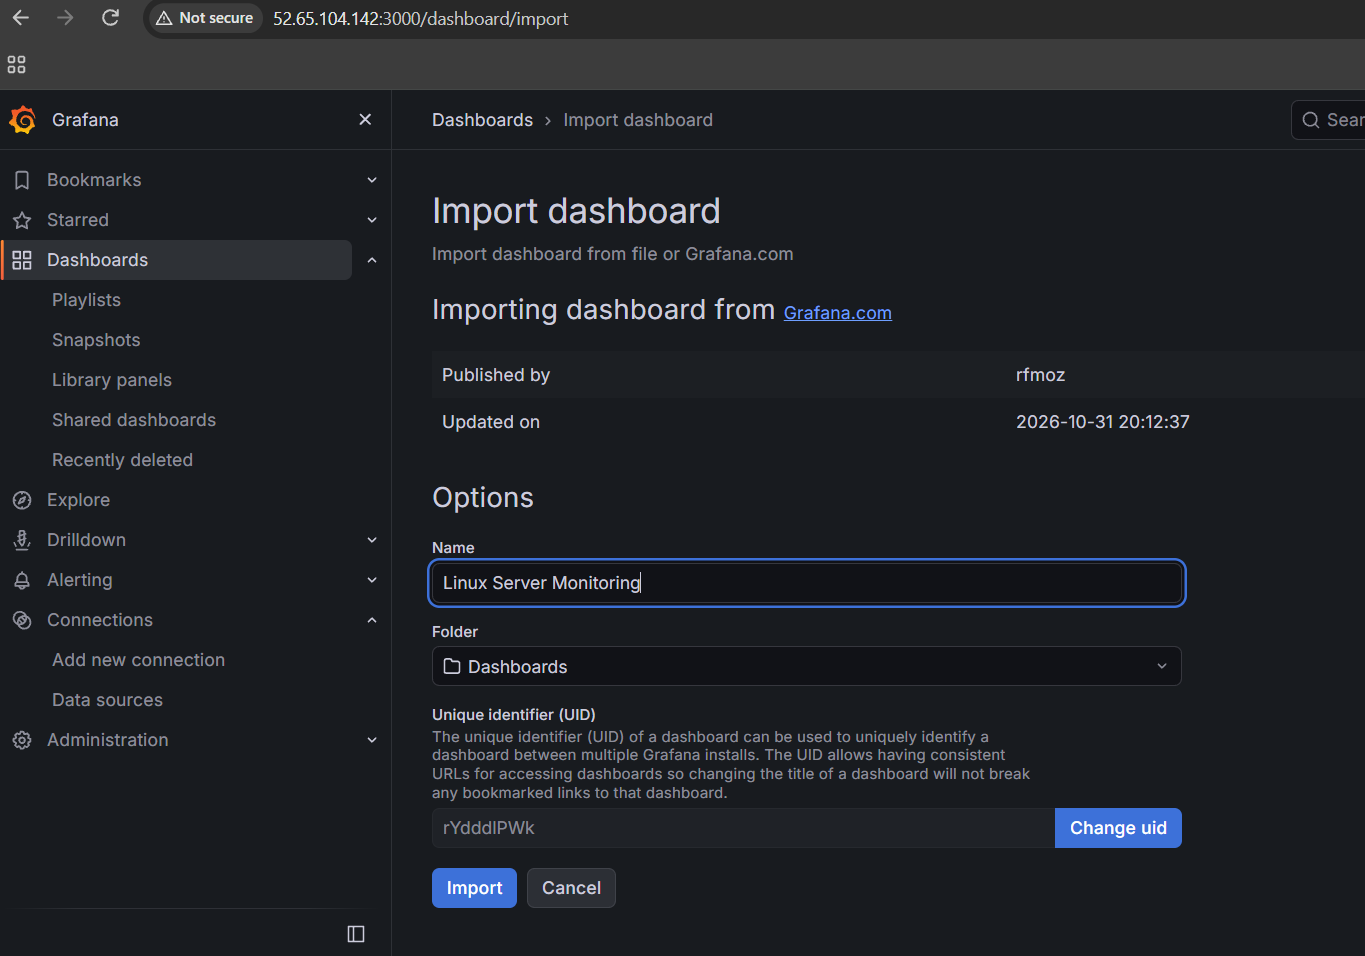 Not secure 52.65.104.142:3000/dashboard/import
Grafana
Dashboards › Import dashboard
Sear
Bookmarks
Starred
Dashboards
Playlists
Snapshots
Library panels
Shared dashboards
Recently deleted
Explore
Drilldown
Alerting
Connections
Add new connection
Data sources
Administration
Import dashboard
Import dashboard from file or Grafana.com
Importing dashboard from Grafana.com
Published by rfmoz
Updated on 2026-10-31 20:12:37
Options
Name
Linux Server Monitoring
Folder
Dashboards
Unique identifier (UID)
The unique identifier (UID) of a dashboard can be used to uniquely identify a
dashboard between multiple Grafana installs. The UID allows having consistent
URLs for accessing dashboards so changing the title of a dashboard will not break
any bookmarked links to that dashboard.
rYdddlPWk
Change uid
Import Cancel